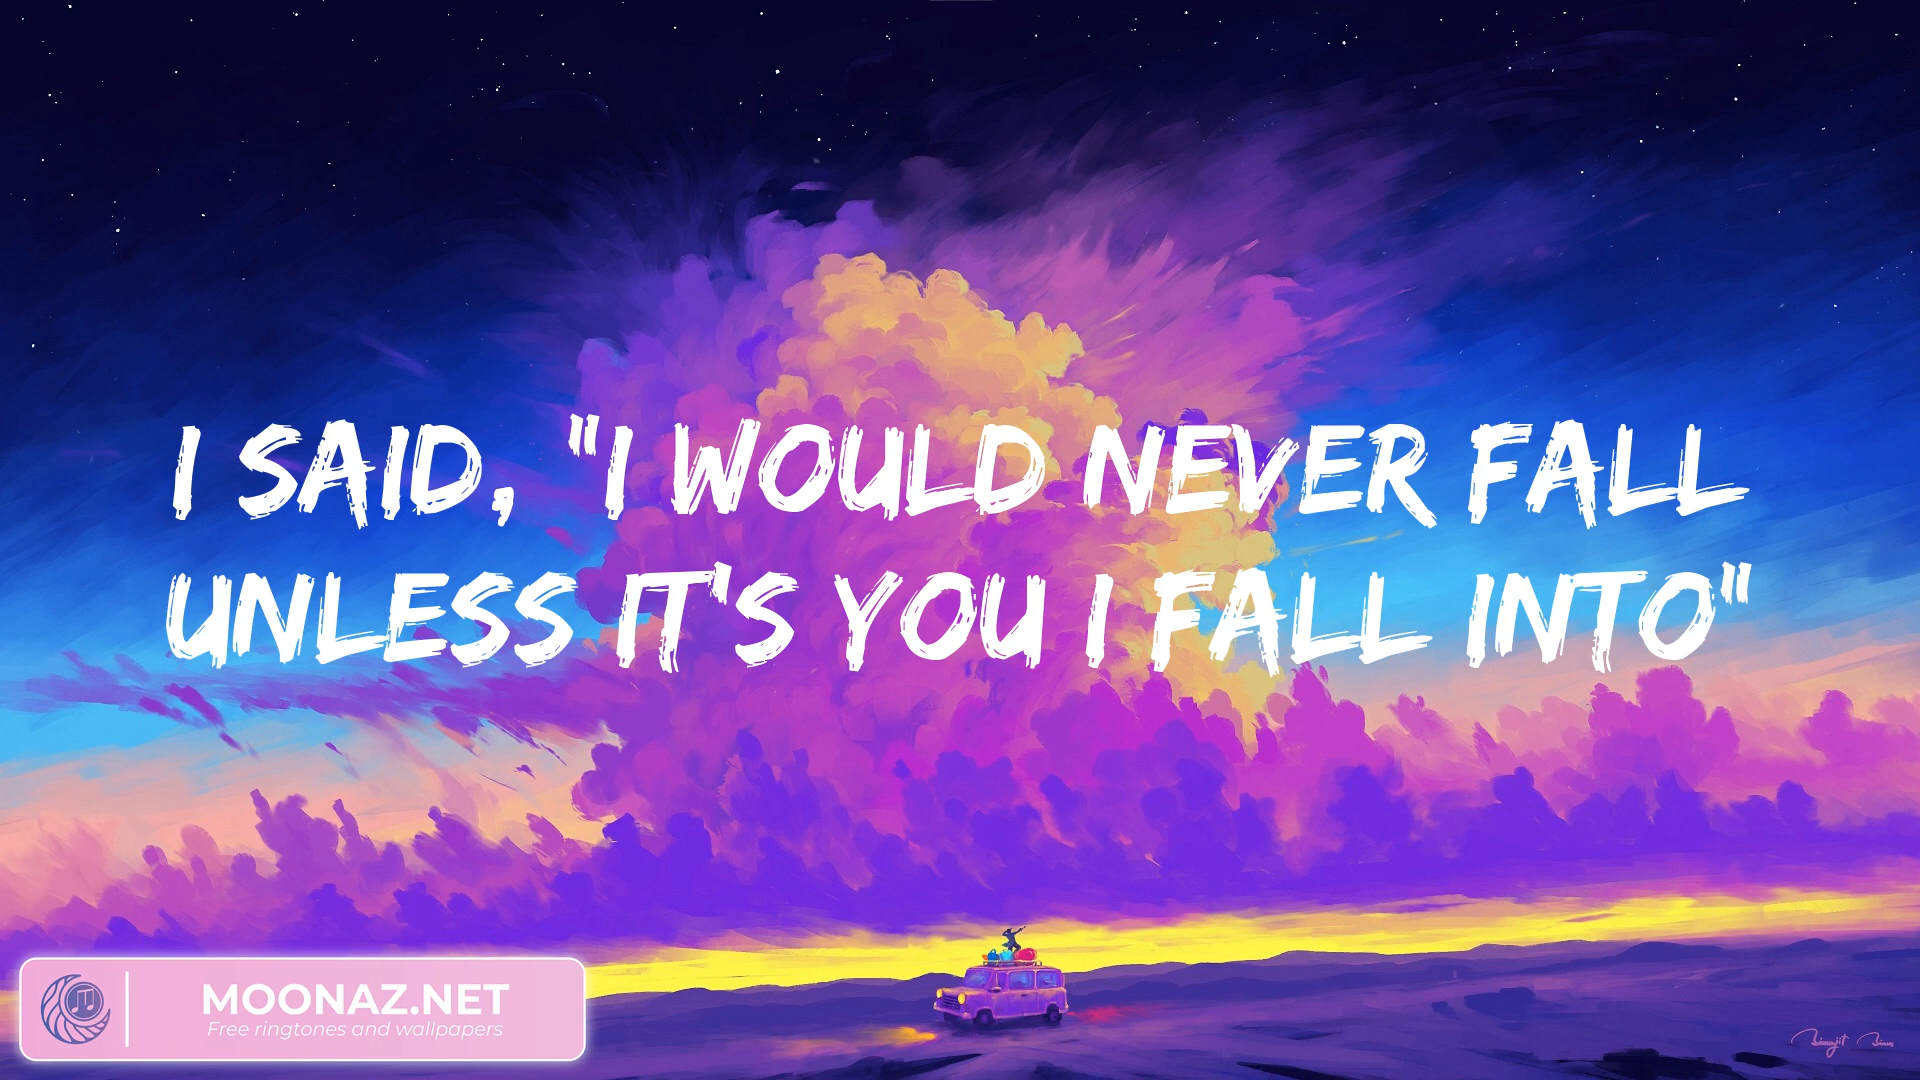 I SAID, "I WOULD NEVER FALL
UNLESS IT'S YOU I FALL INTO"
MOONAZ.NET
Free ringtones and wallpapers